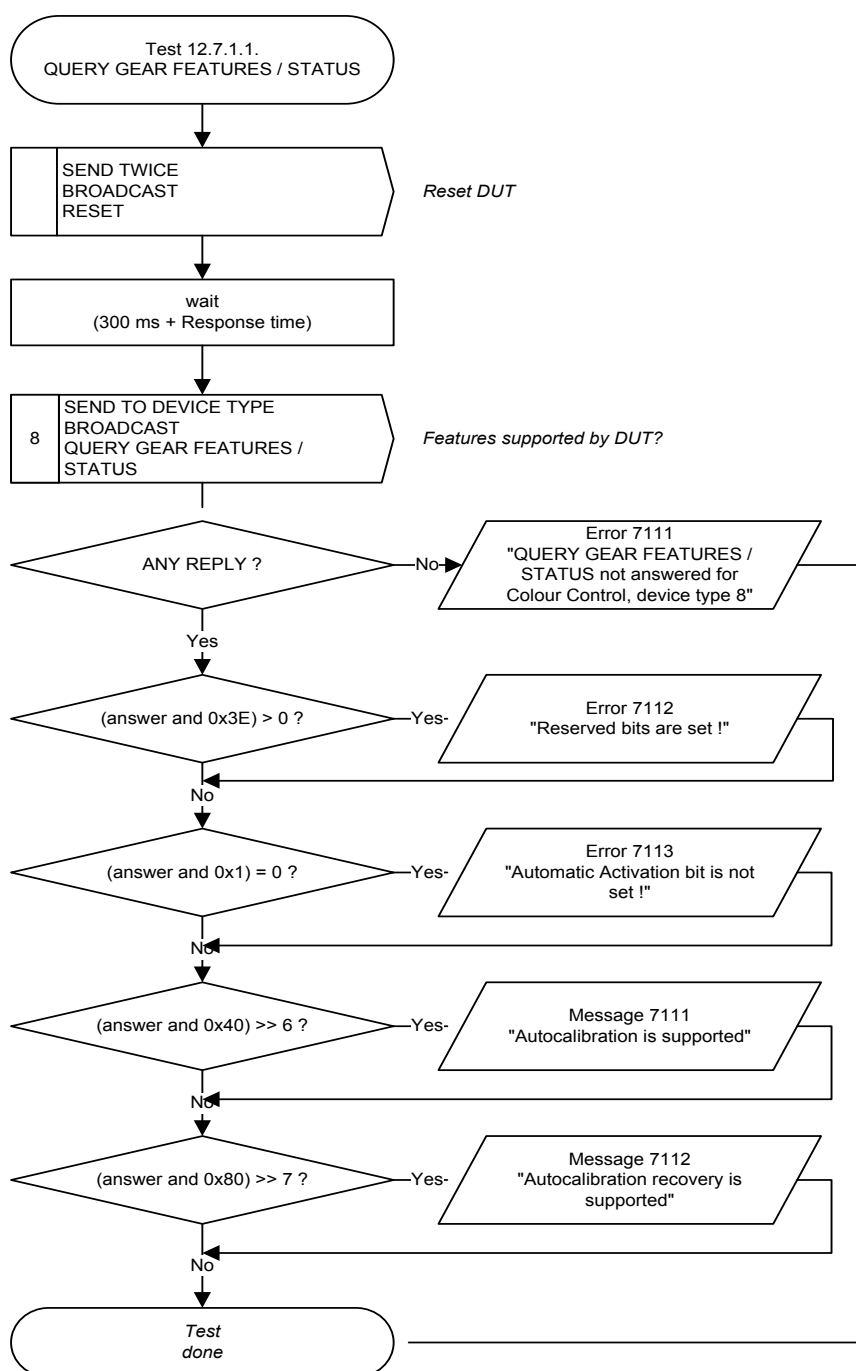 Test 12.7.1.1.
QUERY GEAR FEATURES / STATUS
SEND TWICE
BROADCAST
RESET
Reset DUT
wait
(300 ms + Response time)
8
SEND TO DEVICE TYPE
BROADCAST
QUERY GEAR FEATURES /
STATUS
Features supported by DUT?
ANY REPLY ?
No
Error 7111
"QUERY GEAR FEATURES /
STATUS not answered for
Colour Control, device type 8"
Yes
(answer and 0x3E) > 0 ?
Yes
Error 7112
"Reserved bits are set !"
No
(answer and 0x1) = 0 ?
Yes
Error 7113
"Automatic Activation bit is not
set !"
No
(answer and 0x40) >> 6 ?
Yes
Message 7111
"Autocalibration is supported"
No
(answer and 0x80) >> 7 ?
Yes
Message 7112
"Autocalibration recovery is
supported"
No
Test
done